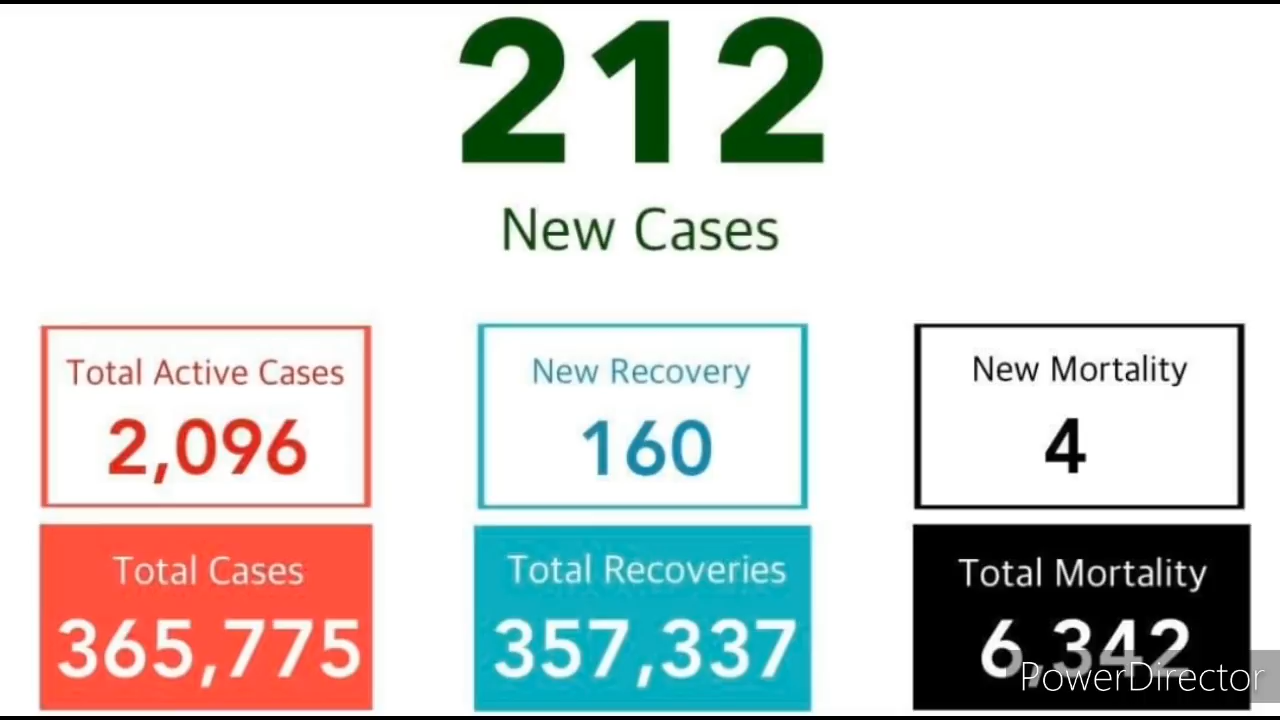 212
New Cases
Total Active Cases
2,096
New Recovery
160
New Mortality
4
Total Cases
365,775
Total Recoveries
357,337
Total Mortality
6,342
PowerDirector